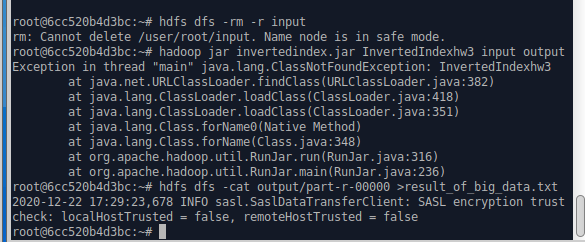 root@6cc520b4d3bc:~# hdfs dfs -rm -r input
rm: Cannot delete /user/root/input. Name node is in safe mode.
root@6cc520b4d3bc:~# hadoop jar invertedindex.jar InvertedIndexhw3 input output
Exception in thread "main" java.lang.ClassNotFoundException: InvertedIndexhw3
at java.net.URLClassLoader.findClass(URLClassLoader.java:382)
at java.lang.ClassLoader.loadClass(ClassLoader.java:418)
at java.lang.ClassLoader.loadClass(ClassLoader.java:351)
at java.lang.Class.forName0(Native Method)
at java.lang.Class.forName(Class.java:348)
at org.apache.hadoop.util.RunJar.run(RunJar.java:316)
at org.apache.hadoop.util.RunJar.main(RunJar.java:236)
root@6cc520b4d3bc:~# hdfs dfs -cat output/part-r-00000 >result_of_big_data.txt
2020-12-22 17:29:23,678 INFO sasl.SaslDataTransferClient: SASL encryption trust
check: localHostTrusted = false, remoteHostTrusted = false
root@6cc520b4d3bc:~#